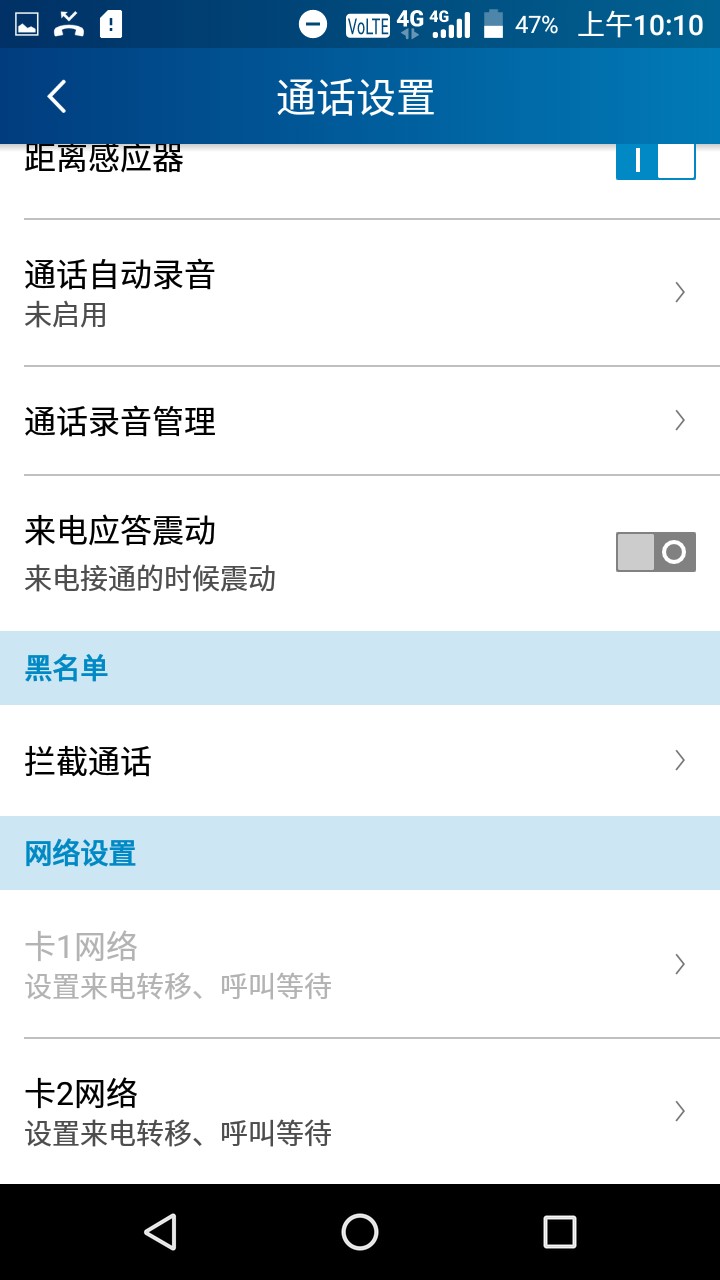 VoLTE 4G 4G 47% 上午10:10
通话设置
距离感应器
通话自动录音
未启用
通话录音管理
来电应答震动
来电接通的时候震动
黑名单
拦截通话
网络设置
卡1网络
设置来电转移、呼叫等待
卡2网络
设置来电转移、呼叫等待